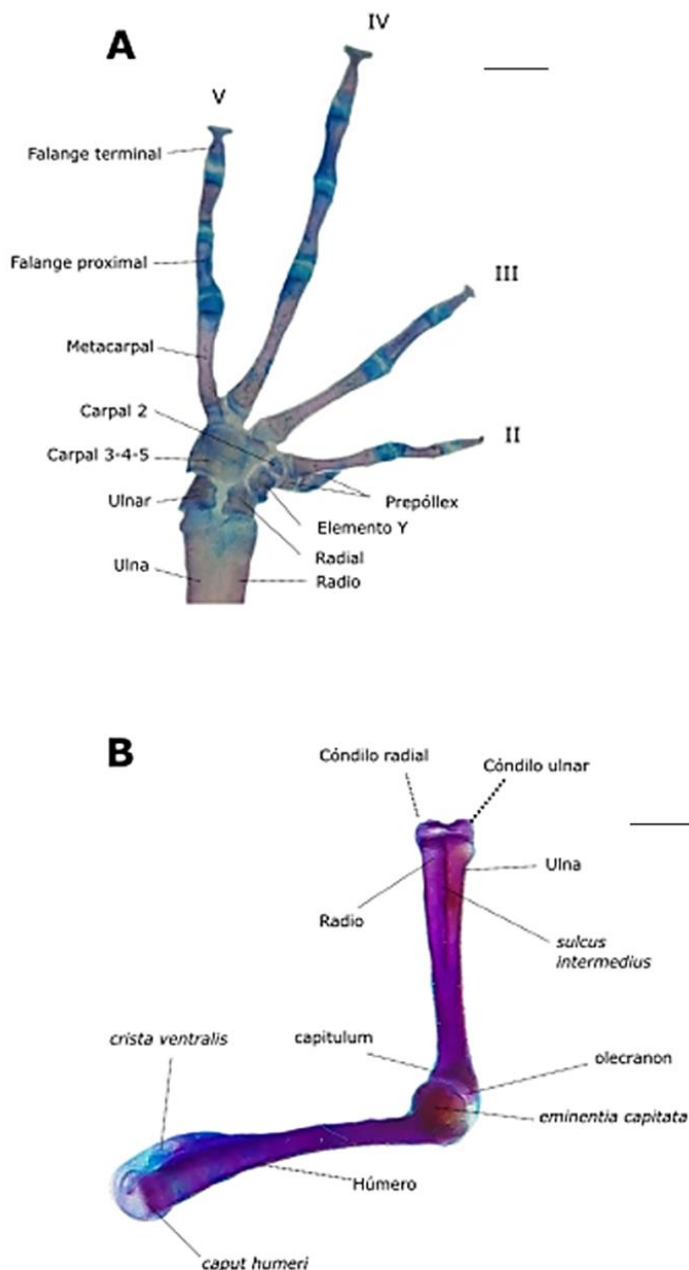 A
IV
V
Falange terminal
Falange proximal
III
Metacarpal
Carpal 2
II
Carpal 3-4-5
Prepóllex
Ulnar
Elemento Y
Radial
Ulna
Radio
B
Cóndilo radial
Cóndilo ulnar
Ulna
Radio
sulcus
intermedius
crista ventralis
capitulum
olecranon
eminentia capitata
Húmero
caput humeri